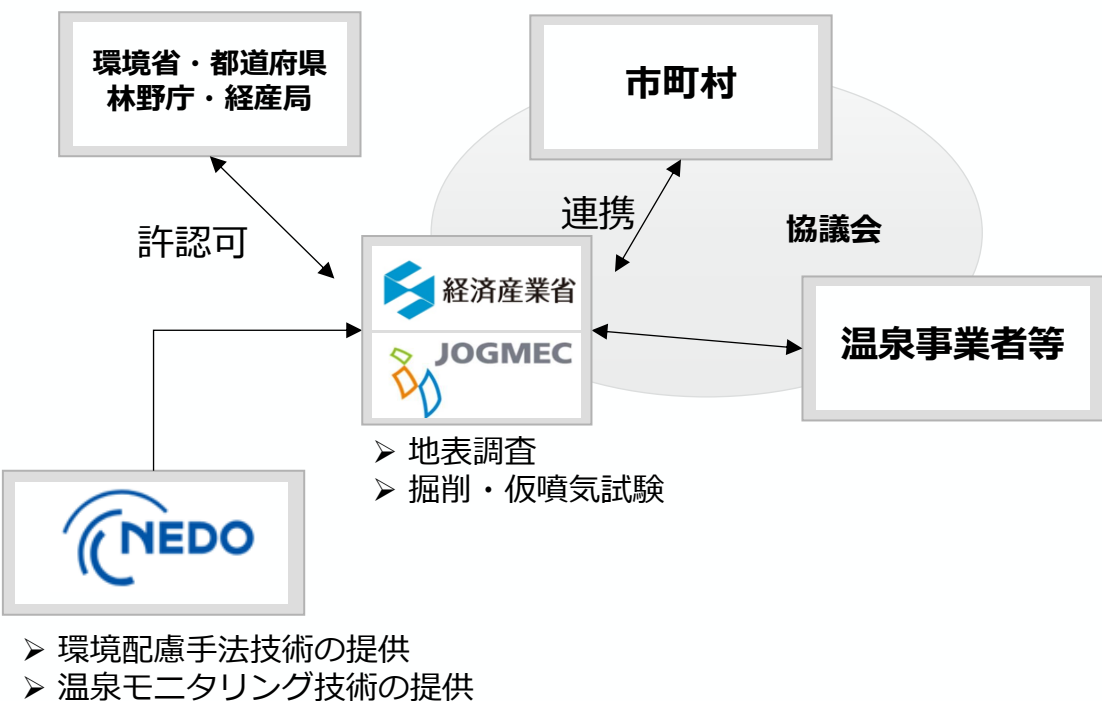 環境省・都道府県
林野庁・経産局
市町村
許認可
連携
協議会
経済産業省
JOGMEC
温泉事業者等
➢ 地表調査
➢ 掘削・仮噴気試験
NEDO
➢ 環境配慮手法技術の提供
➢ 温泉モニタリング技術の提供